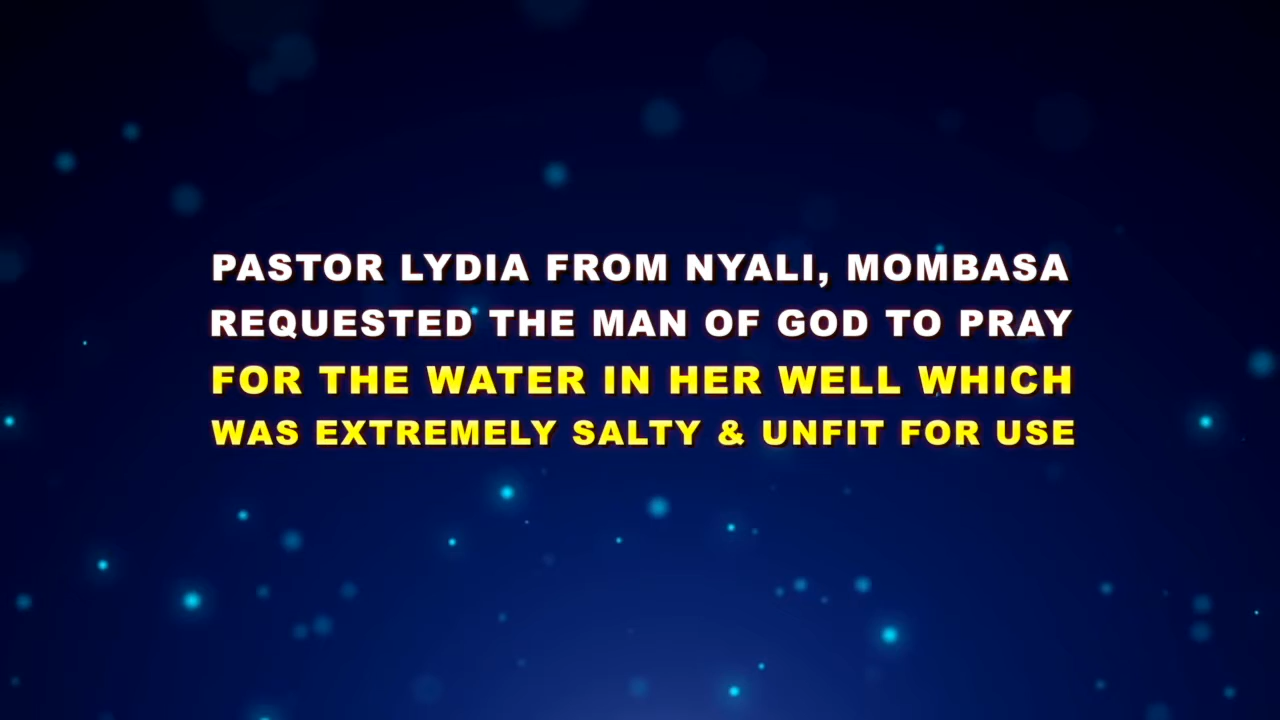 PASTOR LYDIA FROM NYALI, MOMBASA
REQUESTED THE MAN OF GOD TO PRAY
FOR THE WATER IN HER WELL WHICH
WAS EXTREMELY SALTY & UNFIT FOR USE